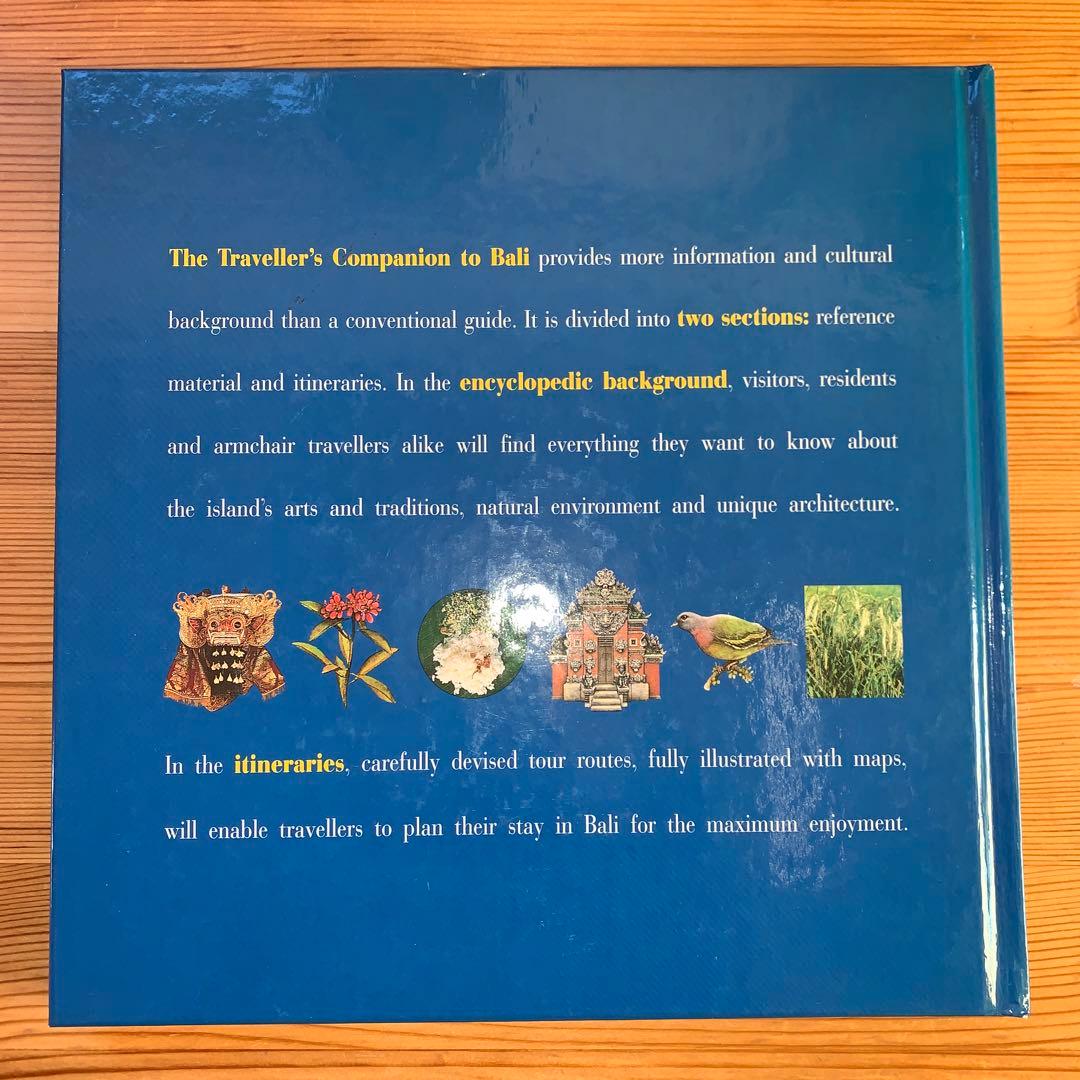 The Traveller's Companion to Bali provides more information and cultural
background than a conventional guide. It is divided into two sections: reference
material and itineraries. In the encyclopedic background, visitors, residents
and armchair travellers alike will find everything they want to know about
the island's arts and traditions, natural environment and unique architecture.
In the itineraries, carefully devised tour routes, fully illustrated with maps,
will enable travellers to plan their stay in Bali for the maximum enjoyment.